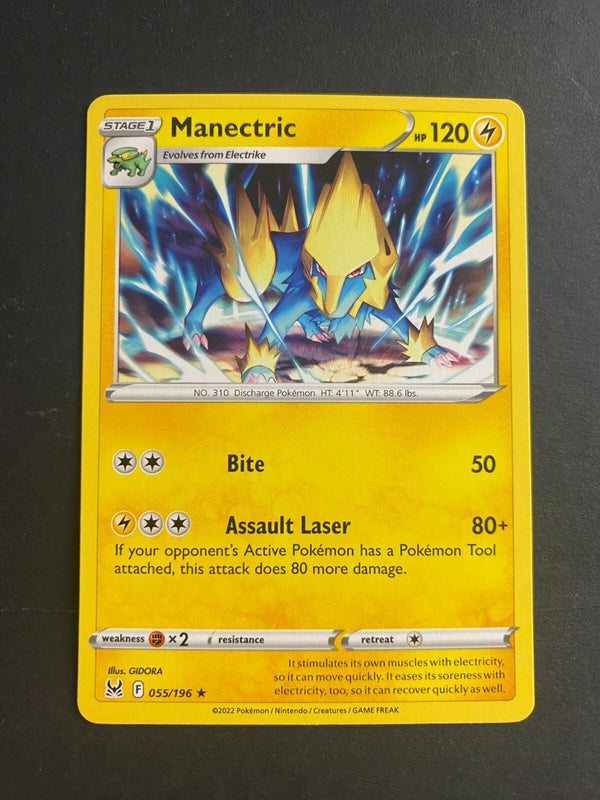 STAGE 1 Manectric HP 120
Evolves from Electrike
NO. 310 Discharge Pokémon HT: 4'11" WT: 88.6 lbs.
Bite 50
Assault Laser 80+
If your opponent's Active Pokémon has a Pokémon Tool
attached, this attack does 80 more damage.
weakness ×2 resistance retreat
Illus. GIDORA
It stimulates its own muscles with electricity,
so it can move quickly. It eases its soreness with
electricity, too, so it can recover quickly as well.
F 055/196 ★
©2022 Pokémon / Nintendo / Creatures / GAME FREAK